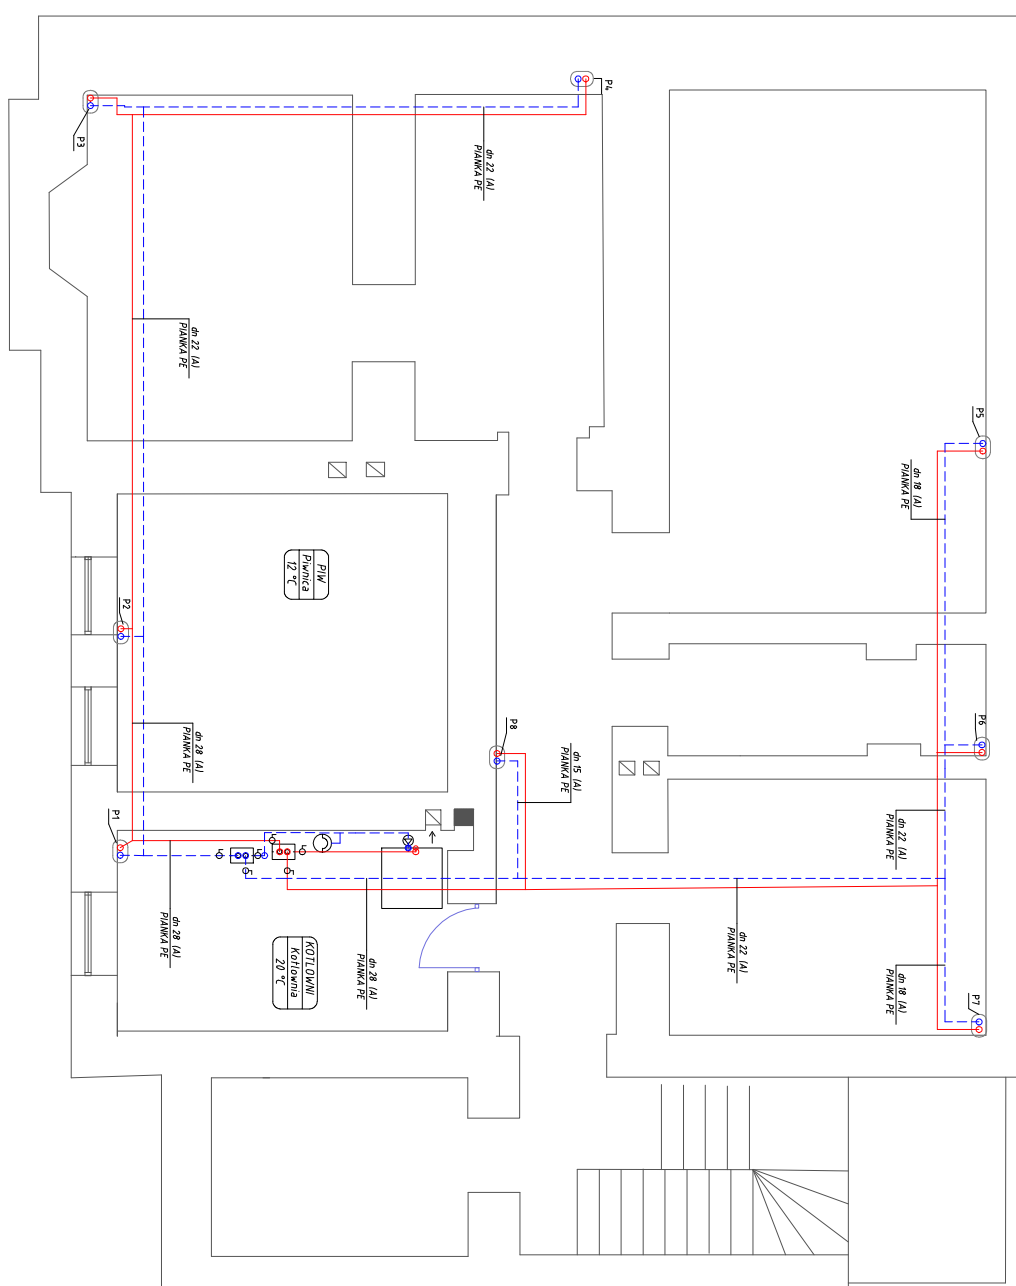 P4
P3
dn 22 (A)
PIANKA PE
dn 22 (A)
PIANKA PE
P5
dn 18 (A)
PIANKA PE
PIW
Piwnica
12 °C
P2
P8
P6
dn 28 (A)
PIANKA PE
dn 15 (A)
PIANKA PE
P1
dn 22 (A)
PIANKA PE
dn 28 (A)
PIANKA PE
KOTLOWNI
Kotlownia
20 °C
dn 28 (A)
PIANKA PE
dn 22 (A)
PIANKA PE
dn 18 (A)
PIANKA PE
P7